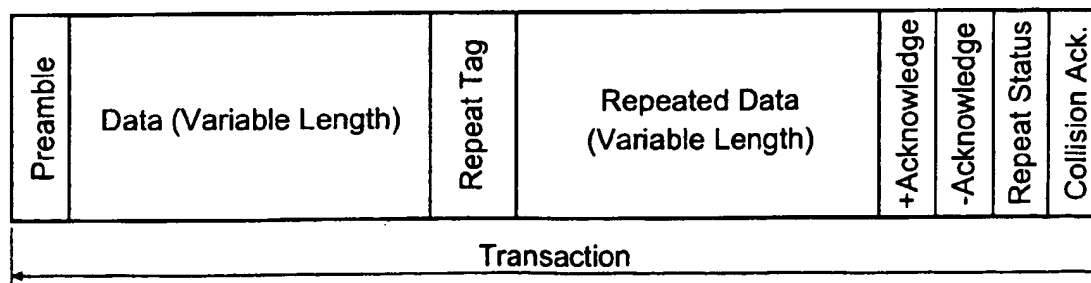 Preamble
Data (Variable Length)
Repeat Tag
Repeated Data
(Variable Length)
+Acknowledge
-Acknowledge
Repeat Status
Collision Ack.
Transaction